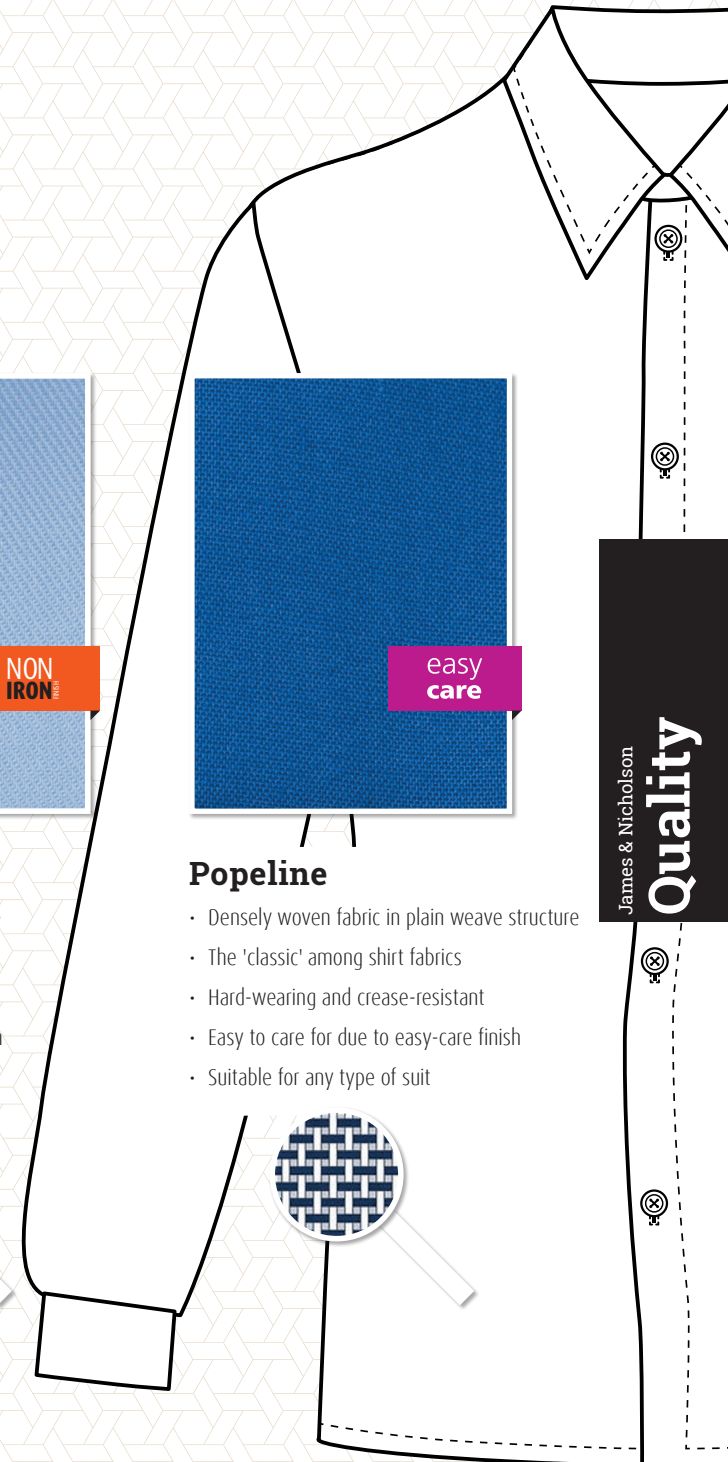 NON
IRON
FINISH
easy
care
James & Nicholson
Quality
Popeline
· Densely woven fabric in plain weave structure
· The 'classic' among shirt fabrics
· Hard-wearing and crease-resistant
· Easy to care for due to easy-care finish
· Suitable for any type of suit